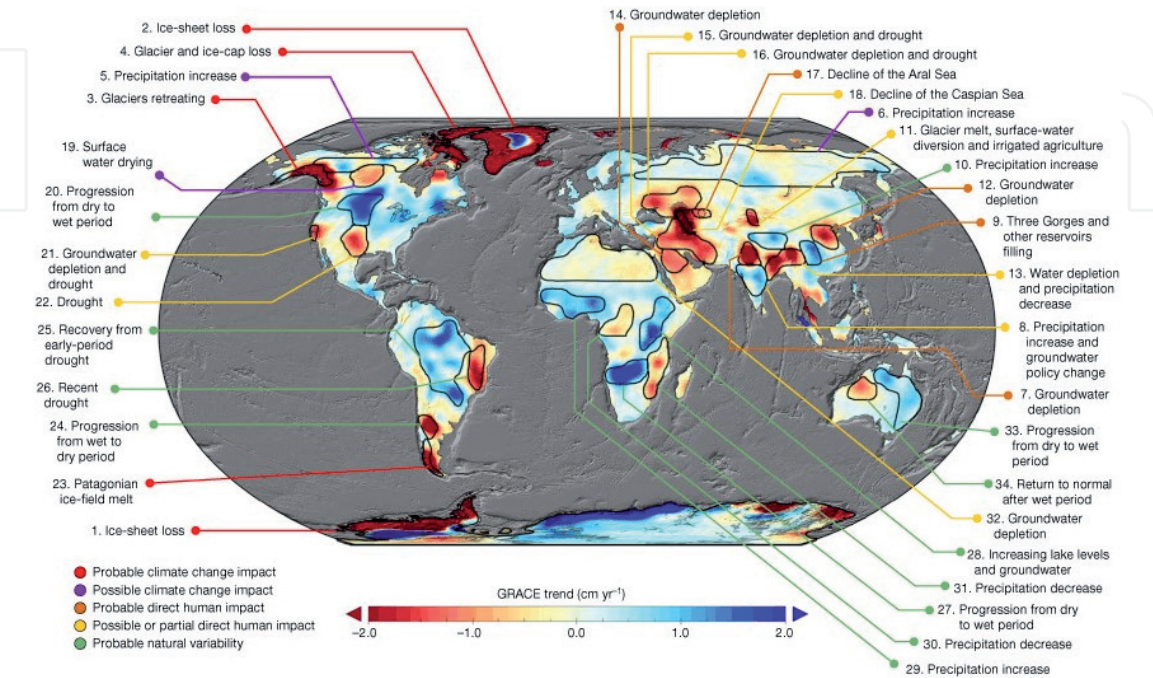 2. Ice-sheet loss
4. Glacier and ice-cap loss
5. Precipitation increase
3. Glaciers retreating
19. Surface
water drying
20. Progression
from dry to
wet period
21. Groundwater
depletion and
drought
22. Drought
25. Recovery from
early-period
drought
26. Recent
drought
24. Progression
from wet to
dry period
23. Patagonian
ice-field melt
1. Ice-sheet loss
14. Groundwater depletion
15. Groundwater depletion and drought
16. Groundwater depletion and drought
17. Decline of the Aral Sea
18. Decline of the Caspian Sea
6. Precipitation increase
11. Glacier melt, surface-water
diversion and irrigated agriculture
10. Precipitation increase
12. Groundwater
depletion
9. Three Gorges and
other reservoirs
filling
13. Water depletion
and precipitation
decrease
8. Precipitation
increase and
groundwater
policy change
7. Groundwater
depletion
33. Progression
from dry to wet
period
34. Return to normal
after wet period
32. Groundwater
depletion
28. Increasing lake levels
and groundwater
31. Precipitation decrease
27. Progression from dry
to wet period
30. Precipitation decrease
29. Precipitation increase
Probable climate change impact
Possible climate change impact
Probable direct human impact
Possible or partial direct human impact
Probable natural variability
GRACE trend (cm yr⁻¹)
−2.0 −1.0 0.0 1.0 2.0